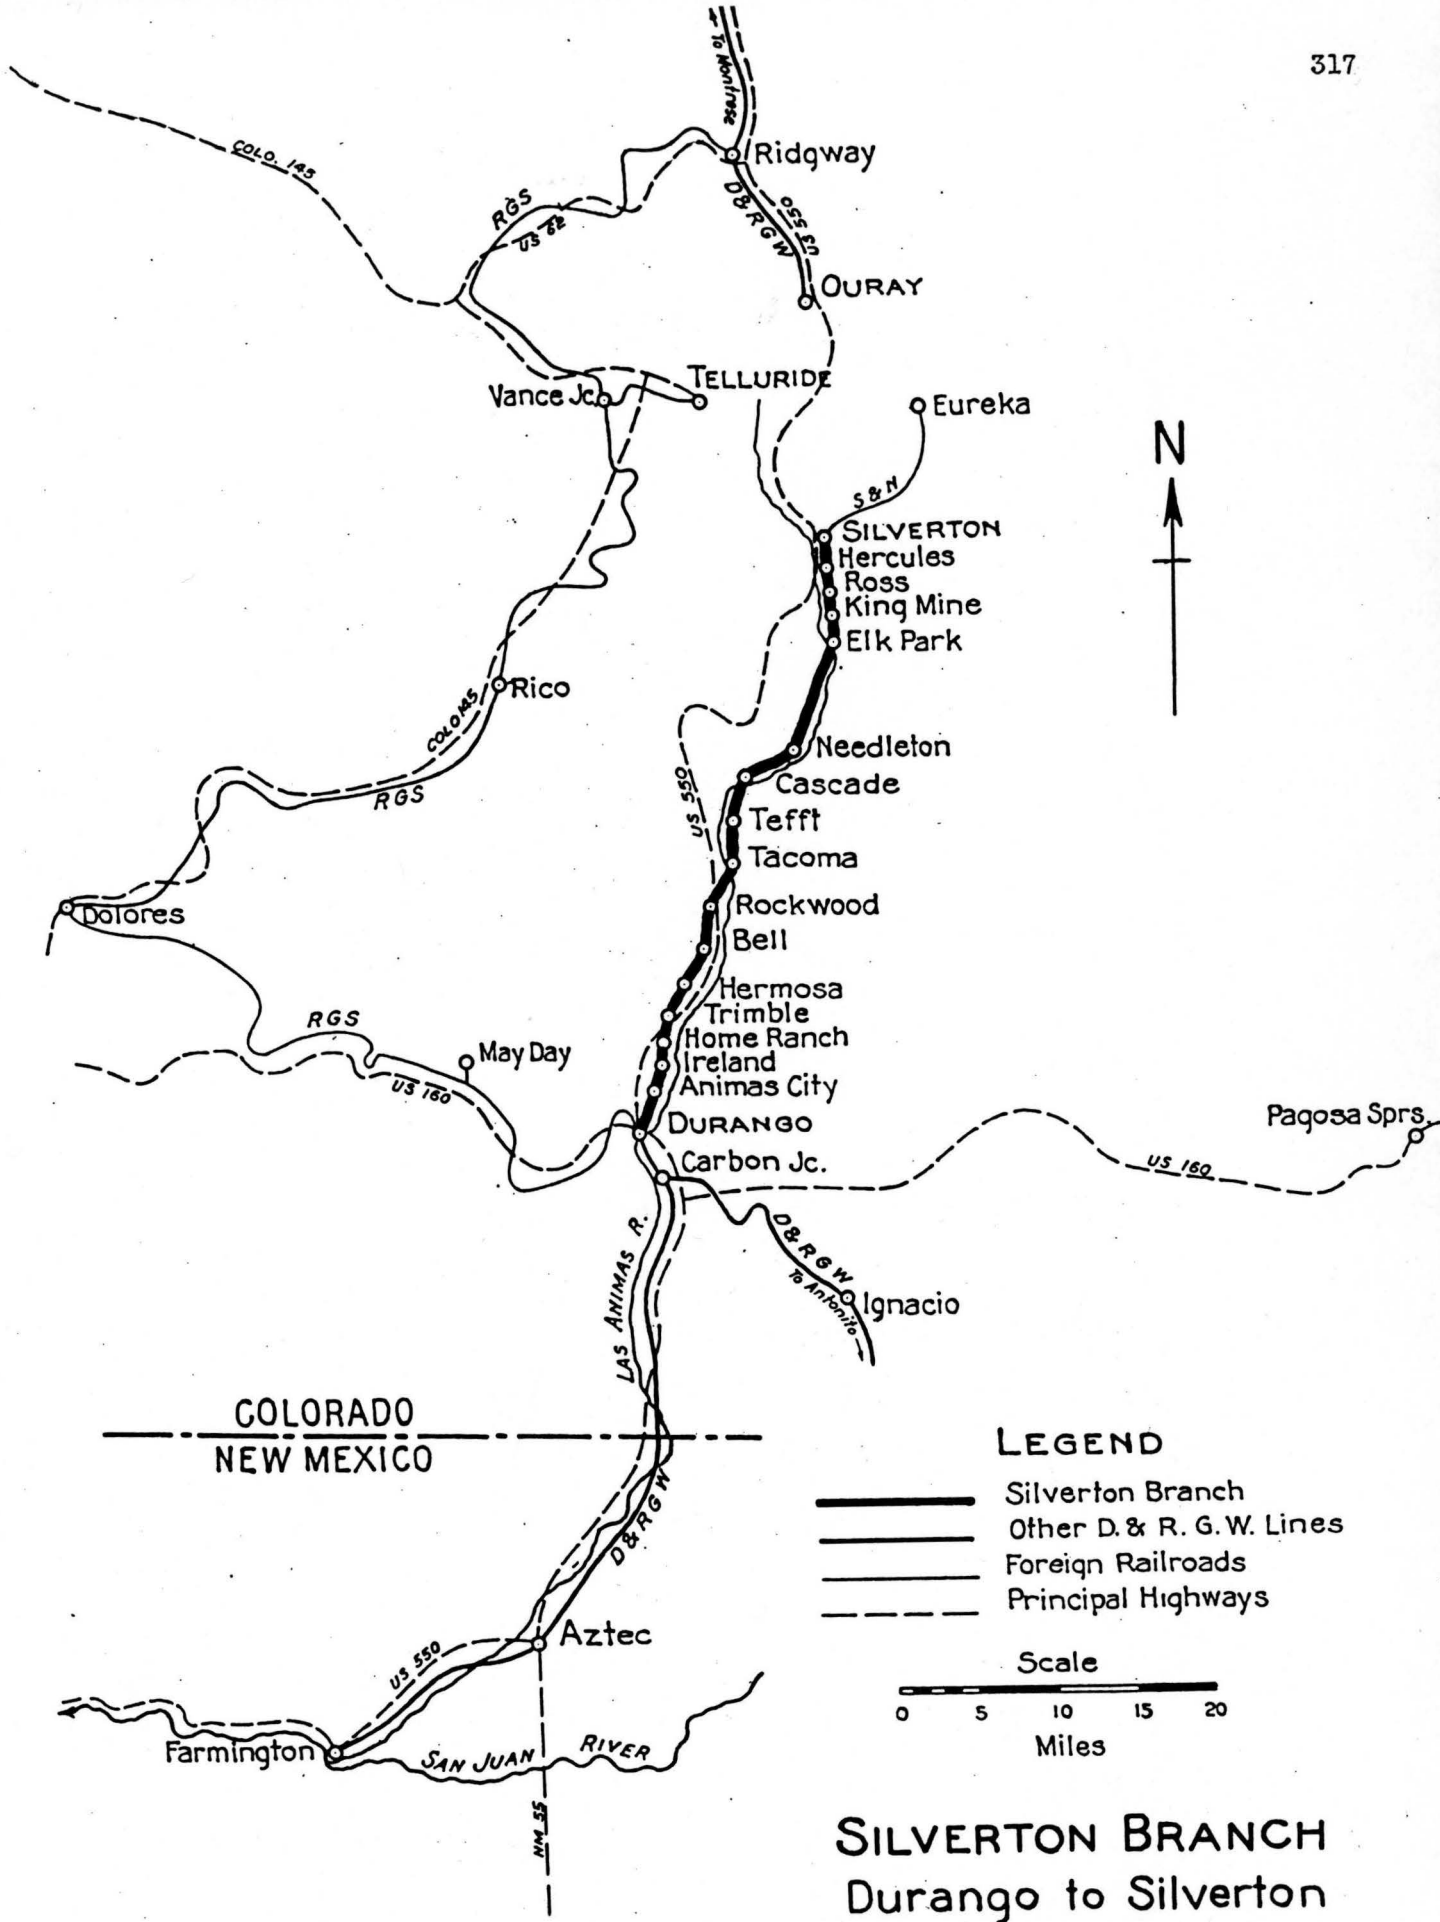 317
To Montrose
COLO. 145
Ridgway
RGS
US 62
D&RGW
US 550
OURAY
TELLURIDE
Vance Jc.
Eureka
N
S & N
SILVERTON
Hercules
Ross
King Mine
Elk Park
Rico
COLO 145
RGS
Needleton
Cascade
US 550
Tefft
Tacoma
Rockwood
Dolores
Bell
Hermosa
Trimble
RGS
Home Ranch
May Day
Ireland
US 160
Animas City
DURANGO
Pagosa Sprs.
Carbon Jc.
US 160
LAS ANIMAS R.
D&RGW
To Antonito
Ignacio
COLORADO
NEW MEXICO
LEGEND
Silverton Branch
Other D. & R. G. W. Lines
Foreign Railroads
Principal Highways
D&RGW
Aztec
US 550
Scale
0 5 10 15 20
Miles
Farmington
SAN JUAN RIVER
NM 55
SILVERTON BRANCH
Durango to Silverton